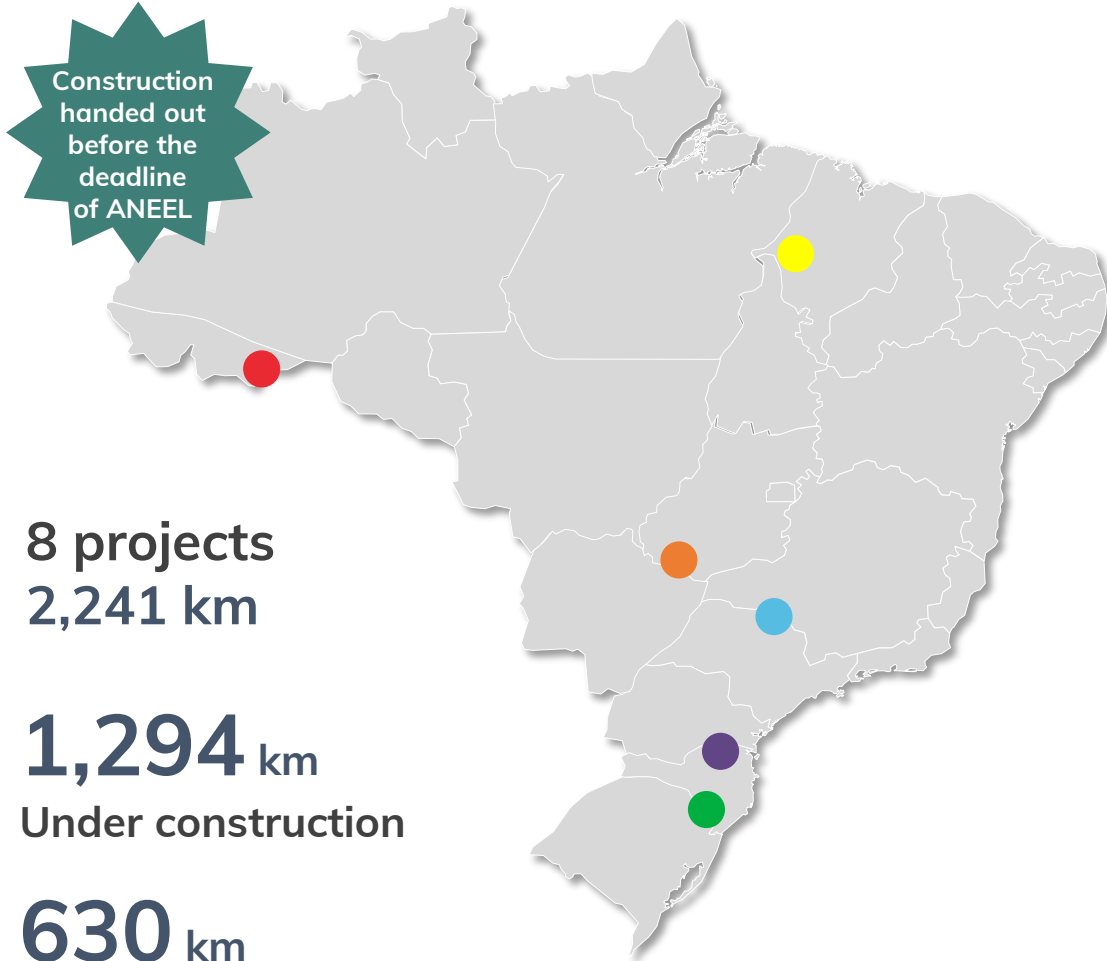 Construction
handed out
before the
deadline
of ANEEL
8 projects
2,241 km
1,294 km
Under construction
630 km